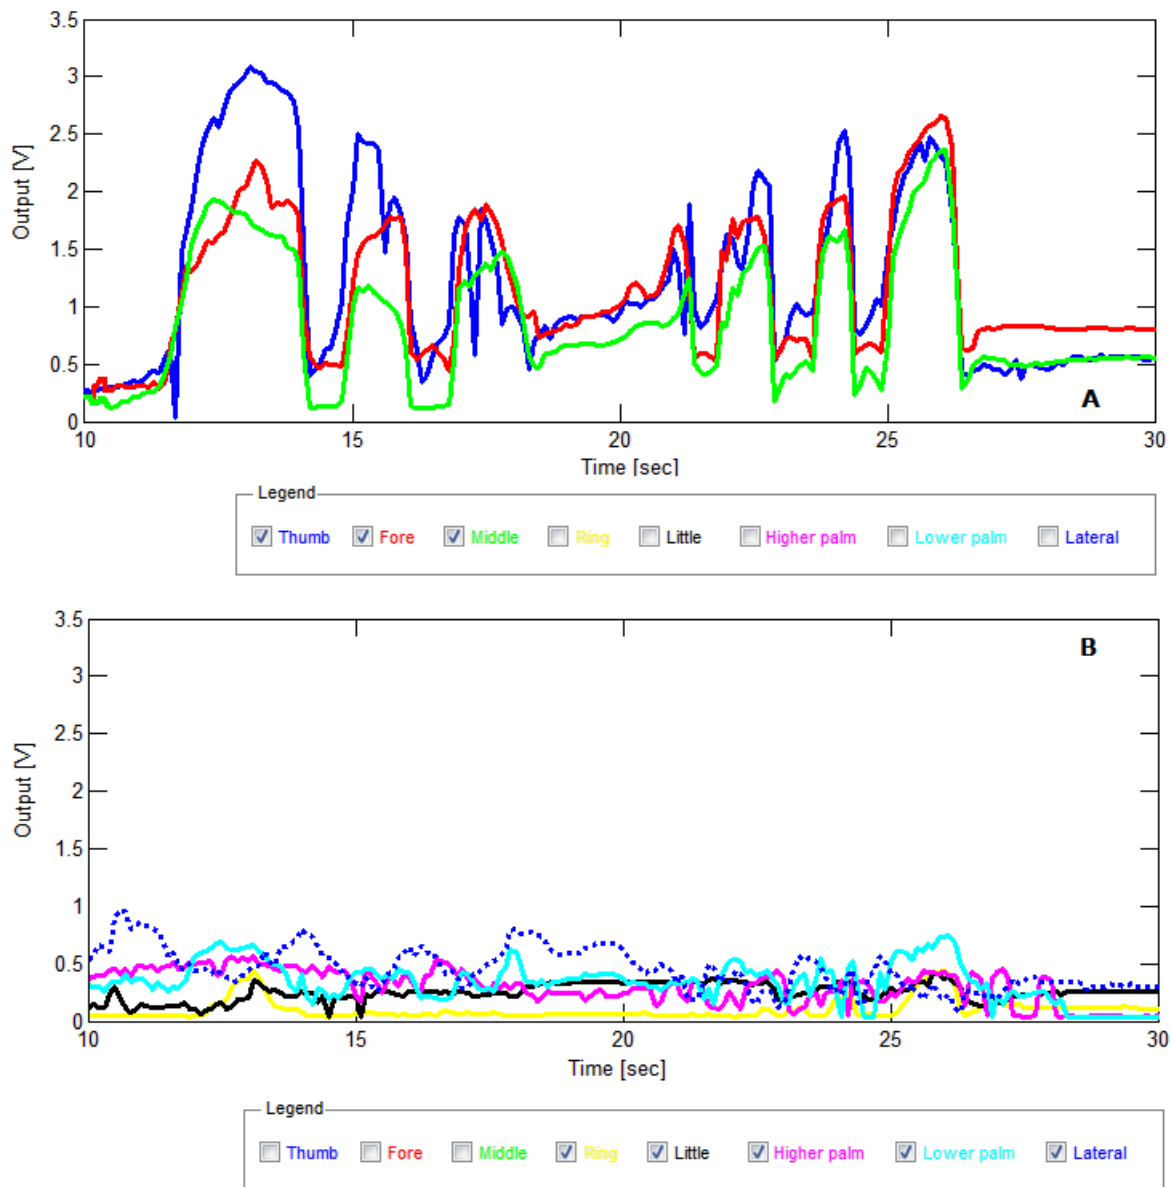 3.5
3
2.5
2
1.5
1
0.5
0
Output [V]
A
10 15 20 25 30
Time [sec]
Legend
Thumb Fore Middle Ring Little Higher palm Lower palm Lateral
3.5
B
3
2.5
2
1.5
1
0.5
0
Output [V]
10 15 20 25 30
Time [sec]
Legend
Thumb Fore Middle Ring Little Higher palm Lower palm Lateral